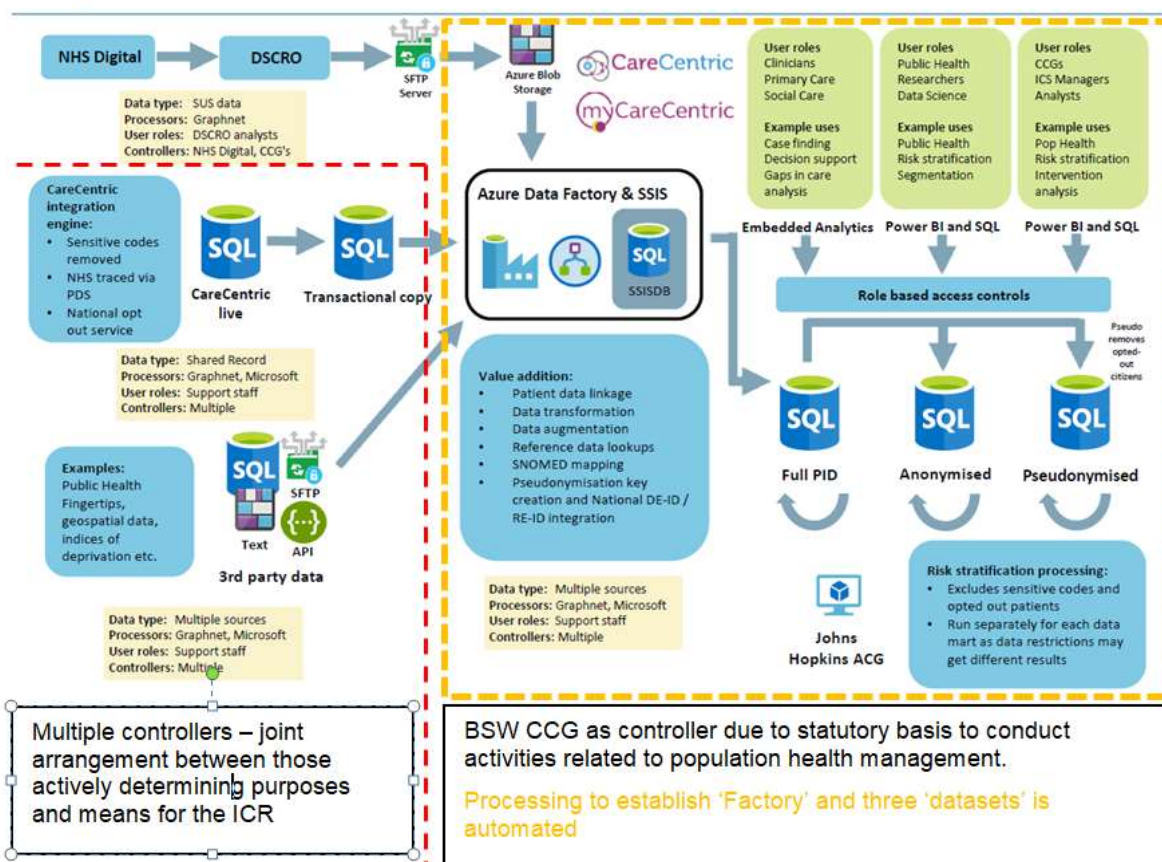 NHS Digital
DSCRO
SFTP
Server
Azure Blob
Storage
CareCentric
myCareCentric
Data type: SUS data
Processors: Graphnet
User roles: DSCRO analysts
Controllers: NHS Digital, CCG's
User roles
Clinicians
Primary Care
Social Care
Example uses
Case finding
Decision support
Gaps in care
analysis
User roles
Public Health
Researchers
Data Science
Example uses
Public Health
Risk stratification
Segmentation
User roles
CCGs
ICS Managers
Analysts
Example uses
Pop Health
Risk stratification
Intervention
analysis
Embedded Analytics
Power BI and SQL
Power BI and SQL
Role based access controls
Pseudo
removes
opted-
out
citizens
CareCentric
integration
engine:
• Sensitive codes
removed
• NHS traced via
PDS
• National opt
out service
SQL
CareCentric
live
SQL
Transactional copy
Data type: Shared Record
Processors: Graphnet, Microsoft
User roles: Support staff
Controllers: Multiple
Azure Data Factory & SSIS
SQL
SSISDB
Value addition:
• Patient data linkage
• Data transformation
• Data augmentation
• Reference data lookups
• SNOMED mapping
• Pseudonymisation key
creation and National DE-ID /
RE-ID integration
SQL
Full PID
SQL
Anonymised
SQL
Pseudonymised
Examples:
Public Health
Fingertips,
geospatial data,
indices of
deprivation etc.
SQL
SFTP
Text
{··}
API
3rd party data
Data type: Multiple sources
Processors: Graphnet, Microsoft
User roles: Support staff
Controllers: Multiple
Data type: Multiple sources
Processors: Graphnet, Microsoft
User roles: Support staff
Controllers: Multiple
Johns
Hopkins ACG
Risk stratification processing:
• Excludes sensitive codes and
opted out patients
• Run separately for each data
mart as data restrictions may
get different results
Multiple controllers – joint
arrangement between those
actively determining purposes
and means for the ICR
BSW CCG as controller due to statutory basis to conduct
activities related to population health management.
Processing to establish ‘Factory’ and three ‘datasets’ is
automated